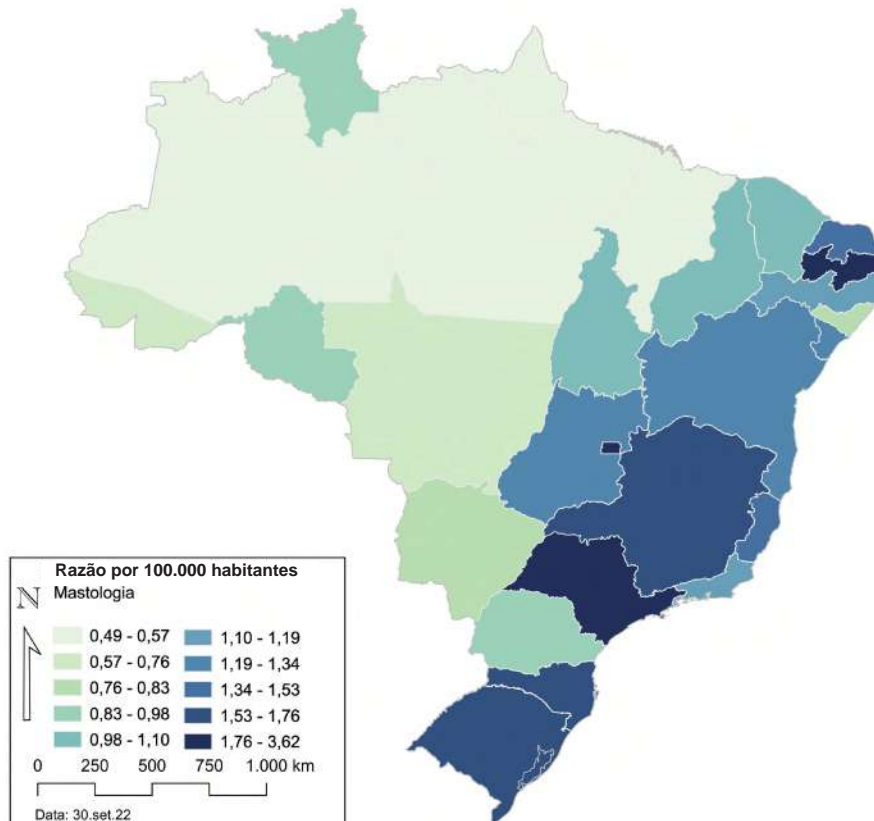 Razão por 100.000 habitantes
N Mastologia
0,49 - 0,57 1,10 - 1,19
0,57 - 0,76 1,19 - 1,34
0,76 - 0,83 1,34 - 1,53
0,83 - 0,98 1,53 - 1,76
0,98 - 1,10 1,76 - 3,62
0 250 500 750 1.000 km
Data: 30.set.22